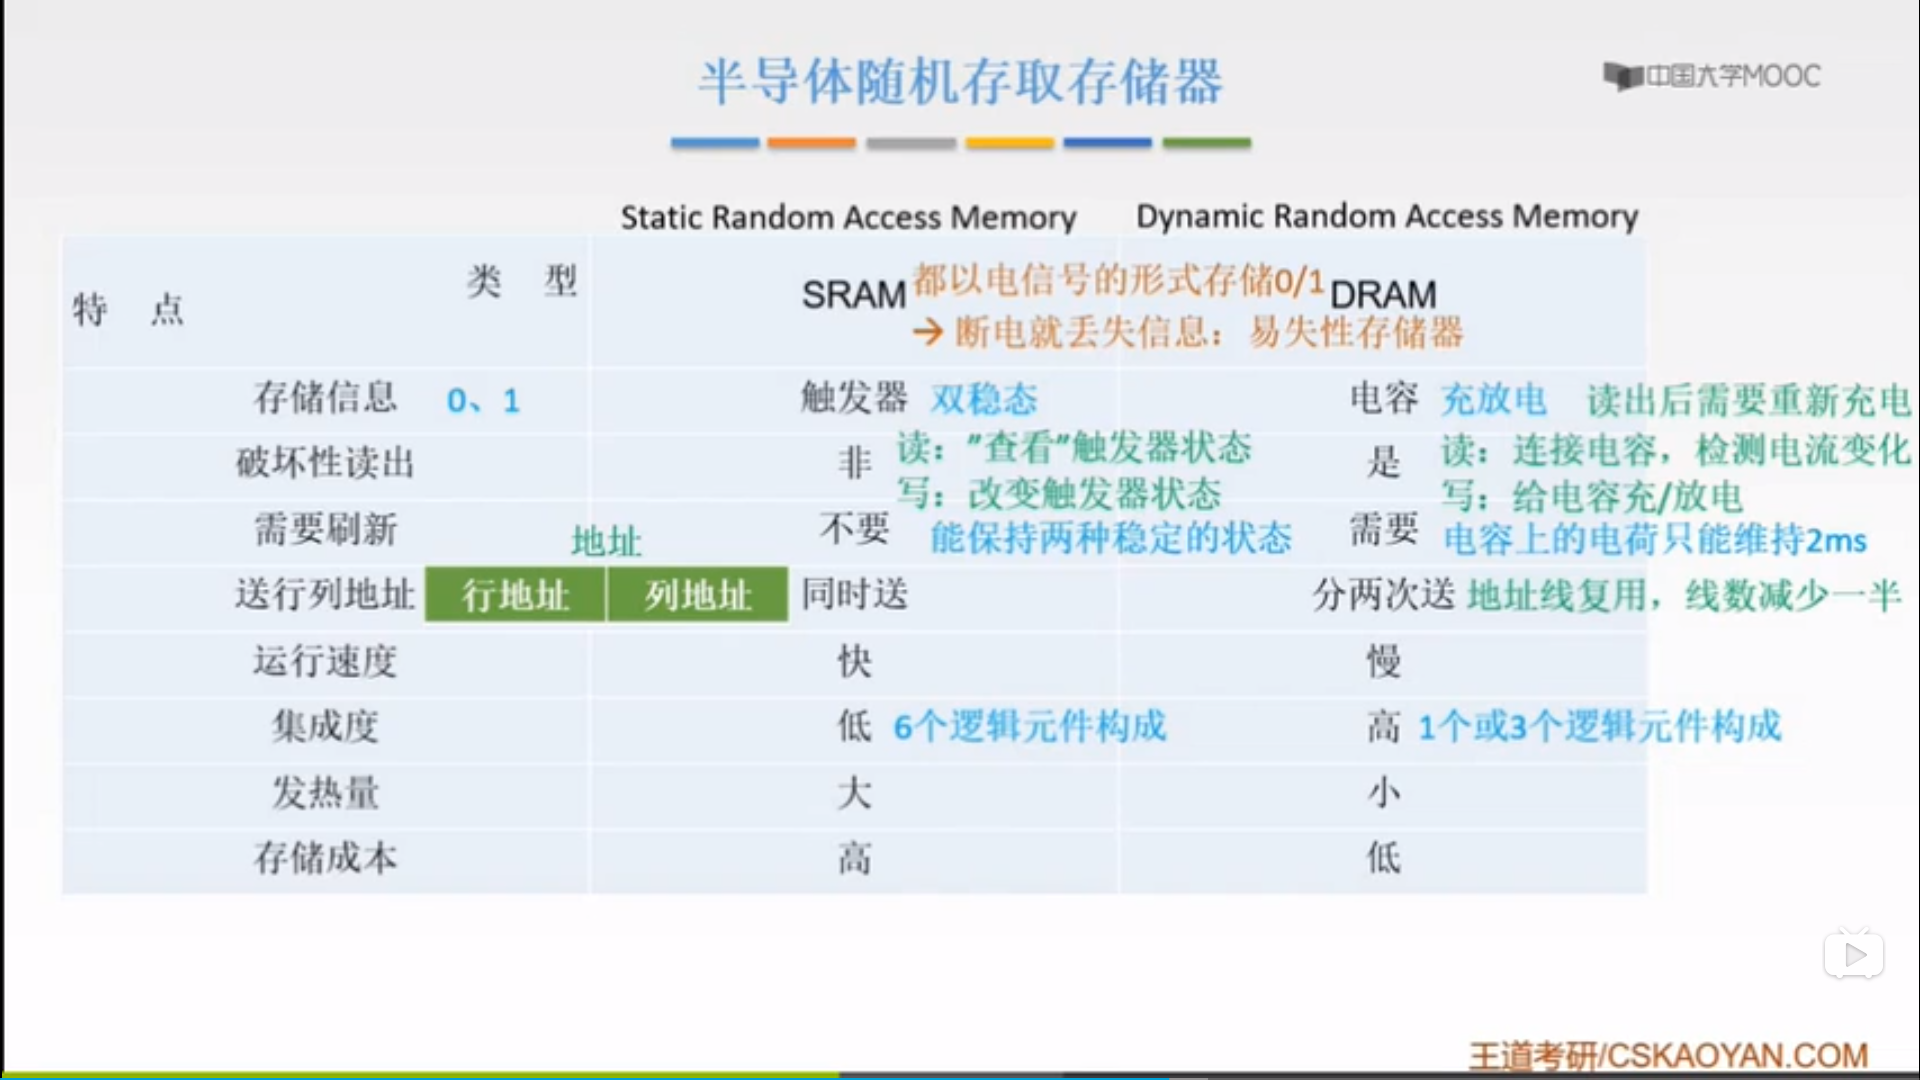 半导体随机存取存储器
中国大学MOOC
Static Random Access Memory
Dynamic Random Access Memory
特 点
类 型
SRAM
都以电信号的形式存储0/1
→ 断电就丢失信息：易失性存储器
DRAM
存储信息 0、1
触发器 双稳态
电容 充放电 读出后需要重新充电
破坏性读出
非
读："查看"触发器状态
写：改变触发器状态
是
读：连接电容，检测电流变化
写：给电容充/放电
需要刷新
不要 能保持两种稳定的状态
需要 电容上的电荷只能维持2ms
地址
送行列地址 行地址 列地址
同时送
分两次送 地址线复用，线数减少一半
运行速度 快 慢
集成度 低 6个逻辑元件构成 高 1个或3个逻辑元件构成
发热量 大 小
存储成本 高 低
王道考研/CSKAOYAN.COM